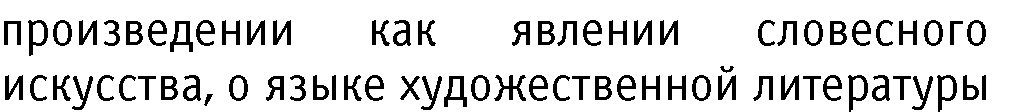 произведении как явлении словесного
искусства, о языке художественной литературы